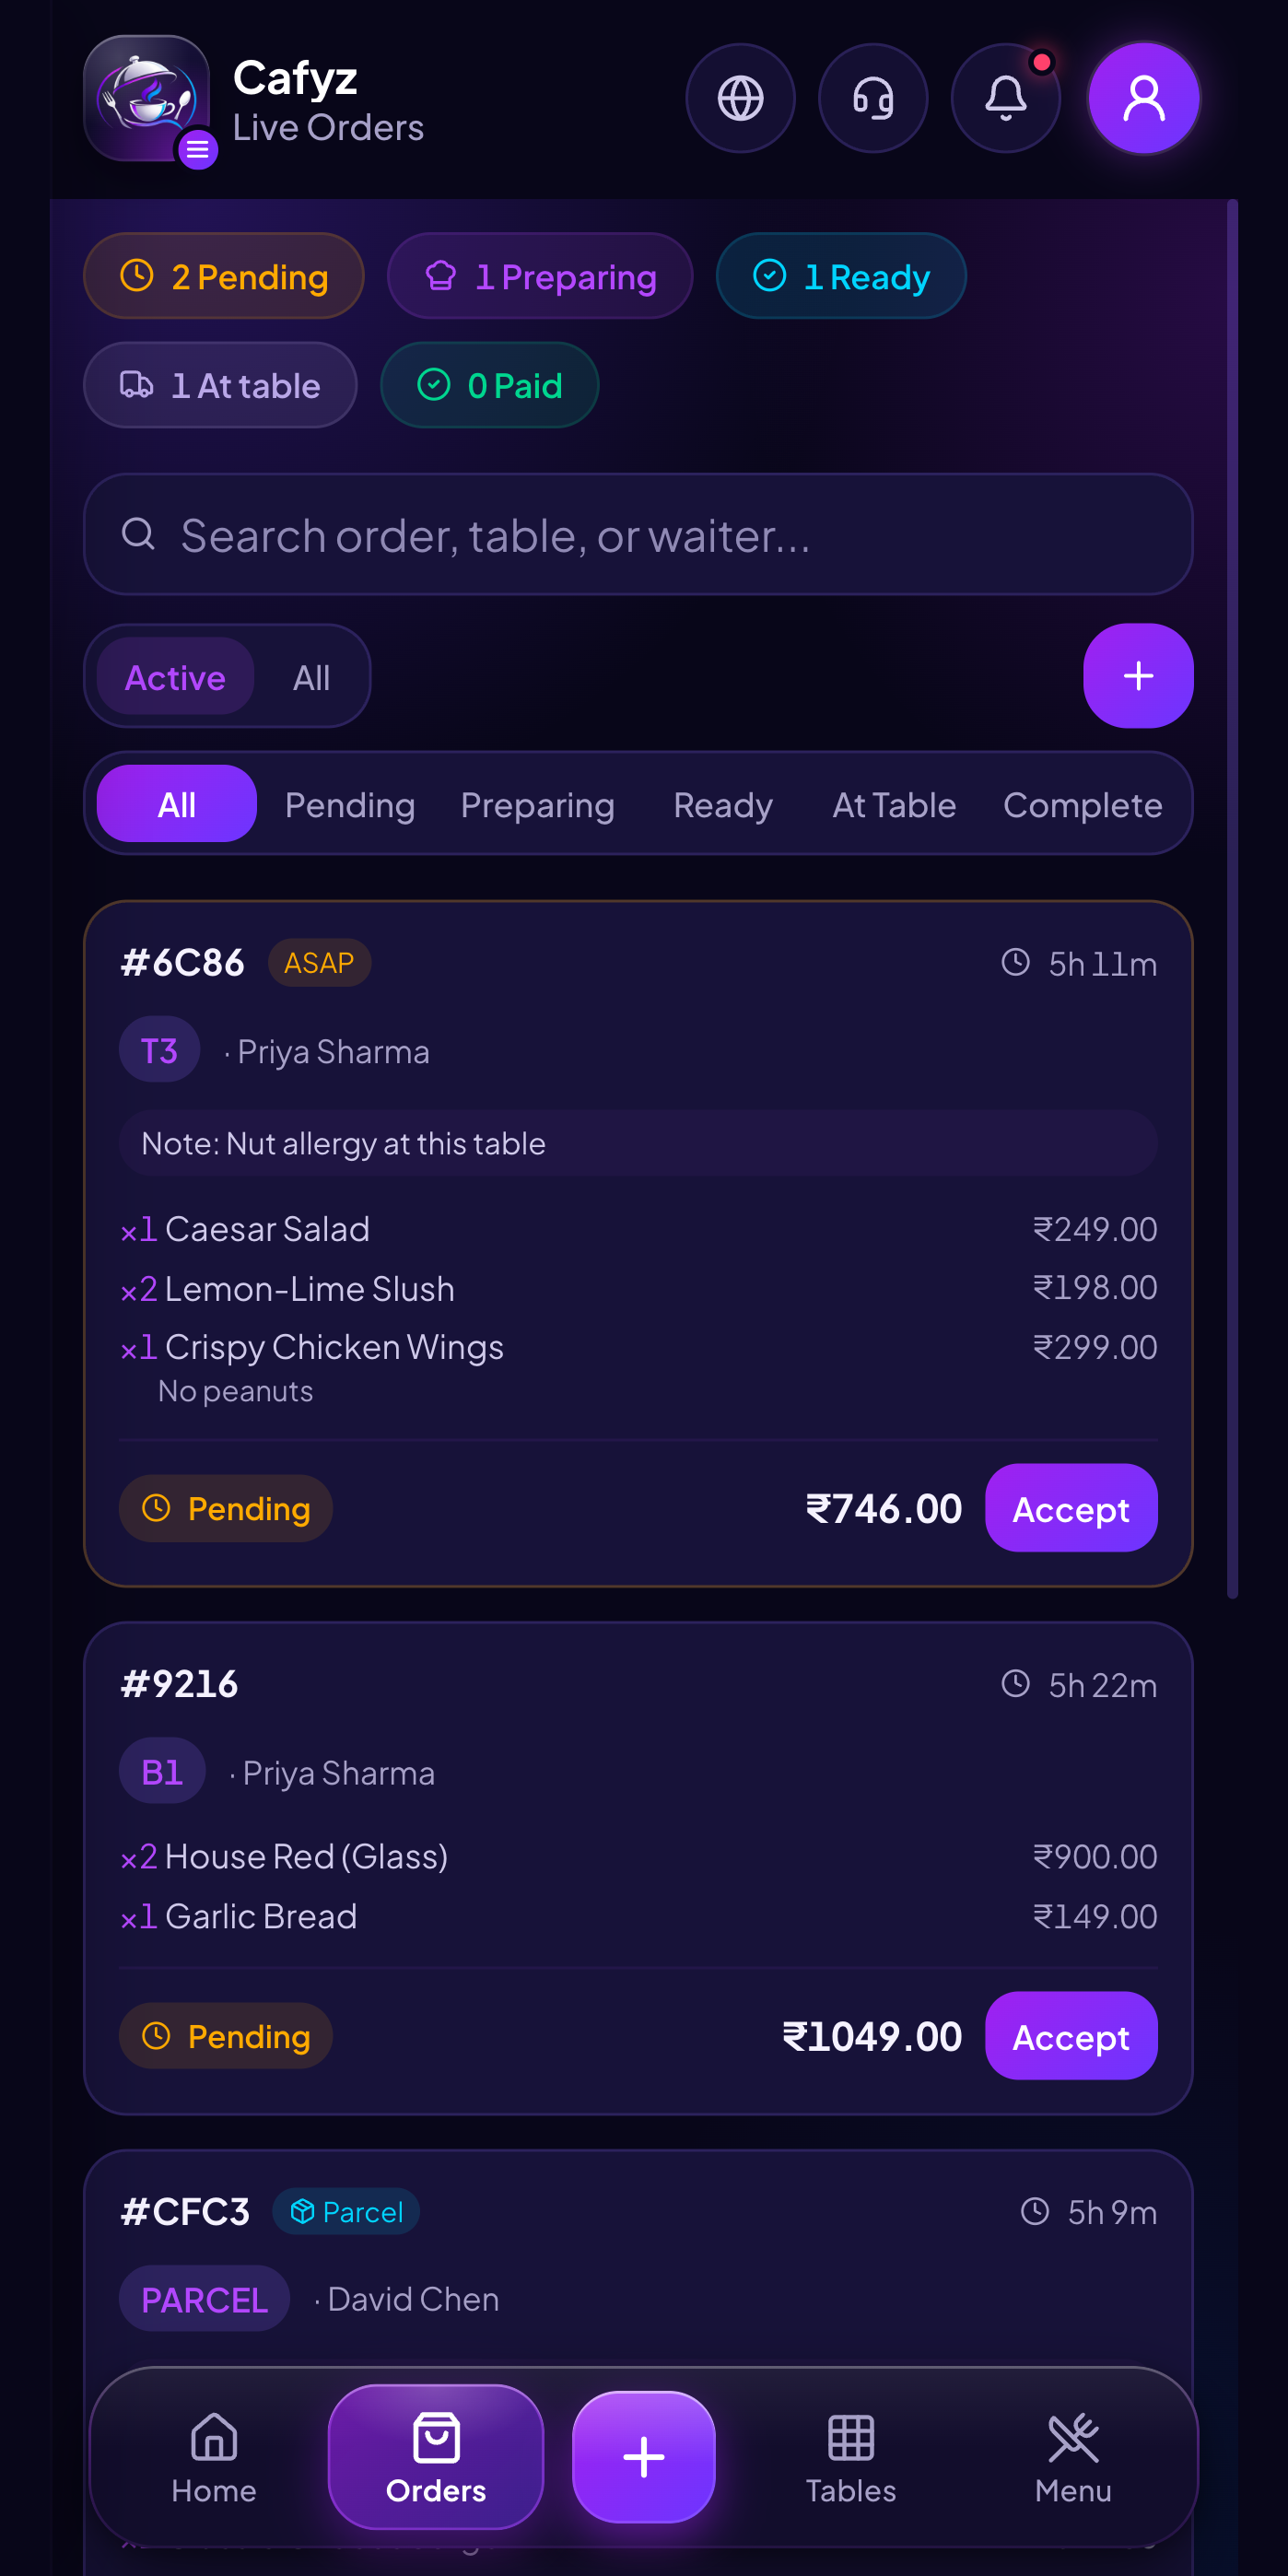 Cafyz
Live Orders
2 Pending
1 Preparing
1 Ready
1 At table
0 Paid
Search order, table, or waiter...
Active
All
All
Pending
Preparing
Ready
At Table
Complete
#6C86
ASAP
5h 11m
T3
· Priya Sharma
Note: Nut allergy at this table
×1 Caesar Salad
₹249.00
×2 Lemon-Lime Slush
₹198.00
×1 Crispy Chicken Wings
₹299.00
No peanuts
Pending
₹746.00
Accept
#9216
5h 22m
B1
· Priya Sharma
×2 House Red (Glass)
₹900.00
×1 Garlic Bread
₹149.00
Pending
₹1049.00
Accept
#CFC3
Parcel
5h 9m
PARCEL
· David Chen
Home
Orders
Tables
Menu